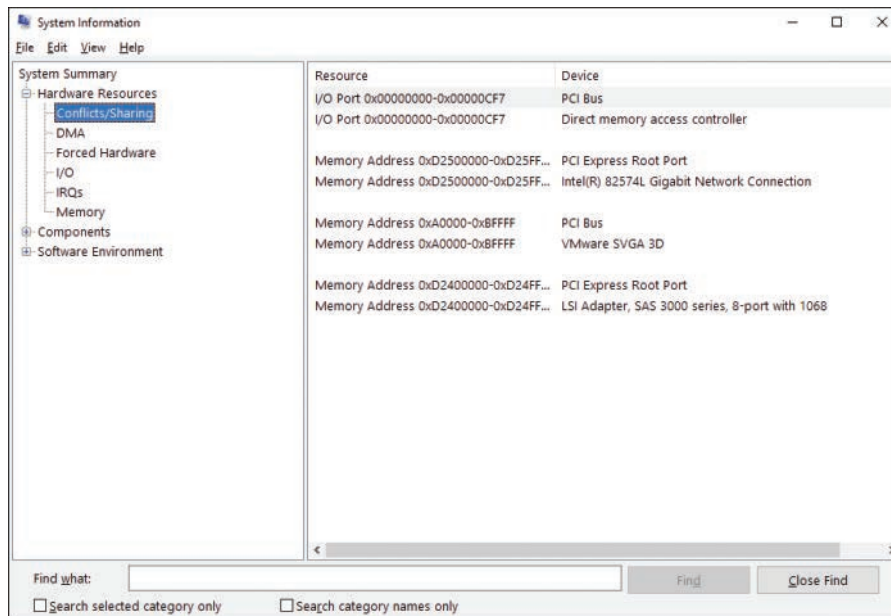 System Information
File Edit View Help
System Summary
Hardware Resources
Conflicts/Sharing
DMA
Forced Hardware
I/O
IRQs
Memory
Components
Software Environment
Resource Device
I/O Port 0x00000000-0x00000CF7 PCI Bus
I/O Port 0x00000000-0x00000CF7 Direct memory access controller
Memory Address 0xD2500000-0xD25FF... PCI Express Root Port
Memory Address 0xD2500000-0xD25FF... Intel(R) 82574L Gigabit Network Connection
Memory Address 0xA0000-0xBFFFF PCI Bus
Memory Address 0xA0000-0xBFFFF VMware SVGA 3D
Memory Address 0xD2400000-0xD24FF... PCI Express Root Port
Memory Address 0xD2400000-0xD24FF... LSI Adapter, SAS 3000 series, 8-port with 1068
Find what: Find Close Find
Search selected category only Search category names only